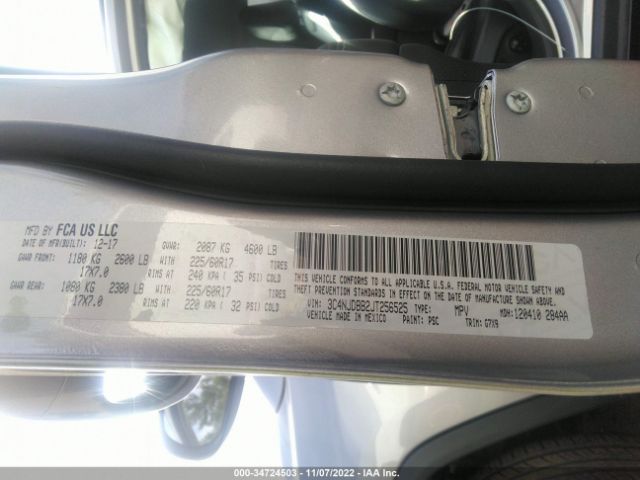 MFD BY FCA US LLC
DATE OF MFR(BUILT): 12-17 GVWR: 2087 KG 4600 LB
GAWR FRONT: 1180 KG 2600 LB WITH 225/60R17 TIRES
17X7.0 RIMS AT 240 KPA ( 35 PSI) COLD
GAWR REAR: 1080 KG 2380 LB WITH 225/60R17 TIRES
17X7.0 RIMS AT 220 KPA ( 32 PSI) COLD
THIS VEHICLE CONFORMS TO ALL APPLICABLE
U.S.A. FEDERAL MOTOR VEHICLE SAFETY AND
THEFT PREVENTION STANDARDS IN EFFECT ON THE
DATE OF MANUFACTURE SHOWN ABOVE.
VIN: 3C4NJDBB2JT256525 TYPE: MPV MDH: 120410 284AA
VEHICLE MADE IN MEXICO PAINT: PSC TRIM: G7X9
000-34724503 - 11/07/2022 - IAA Inc.